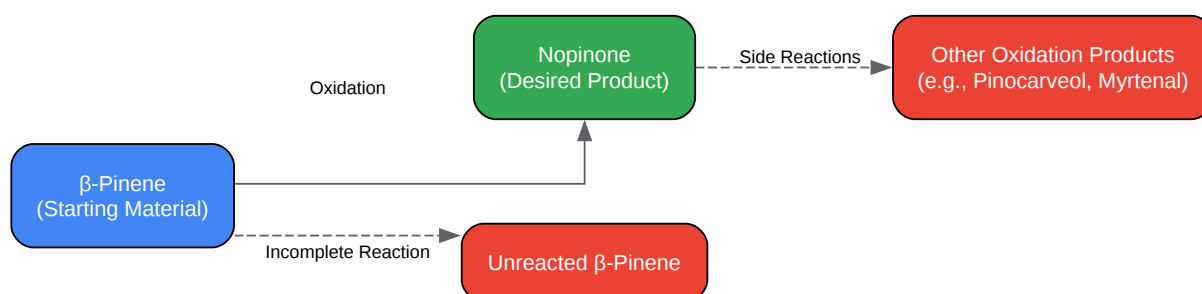 Nopinone
(Desired Product)
Side Reactions
Other Oxidation Products
(e.g., Pinocarveol, Myrtenal)
Oxidation
β-Pinene
(Starting Material)
Incomplete Reaction
Unreacted β-Pinene